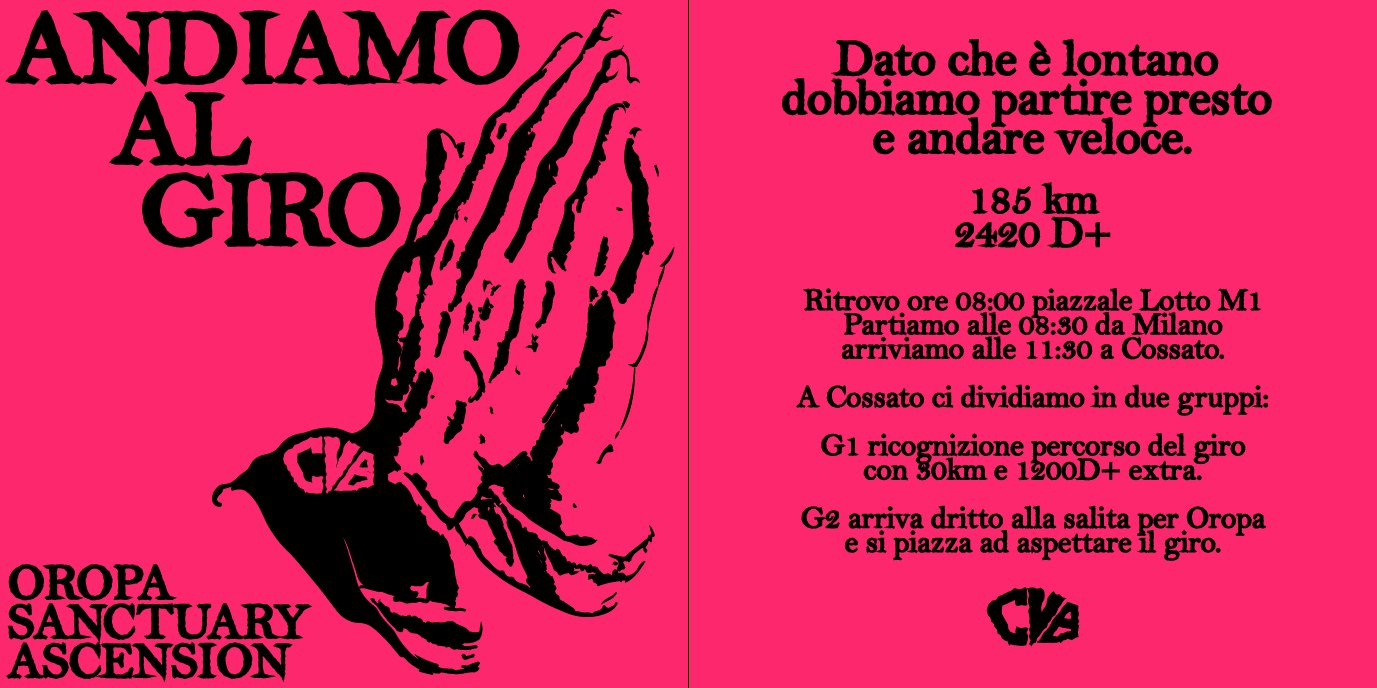 ANDIAMO
AL
GIRO
CVA
OROPA
SANCTUARY
ASCENSION
Dato che è lontano
dobbiamo partire presto
e andare veloce.
185 km
2420 D+
Ritrovo ore 08:00 piazzale Lotto M1
Partiamo alle 08:30 da Milano
arriviamo alle 11:30 a Cossato.
A Cossato ci dividiamo in due gruppi:
G1 ricognizione percorso del giro
con 30km e 1200D+ extra.
G2 arriva dritto alla salita per Oropa
e si piazza ad aspettare il giro.
CVA